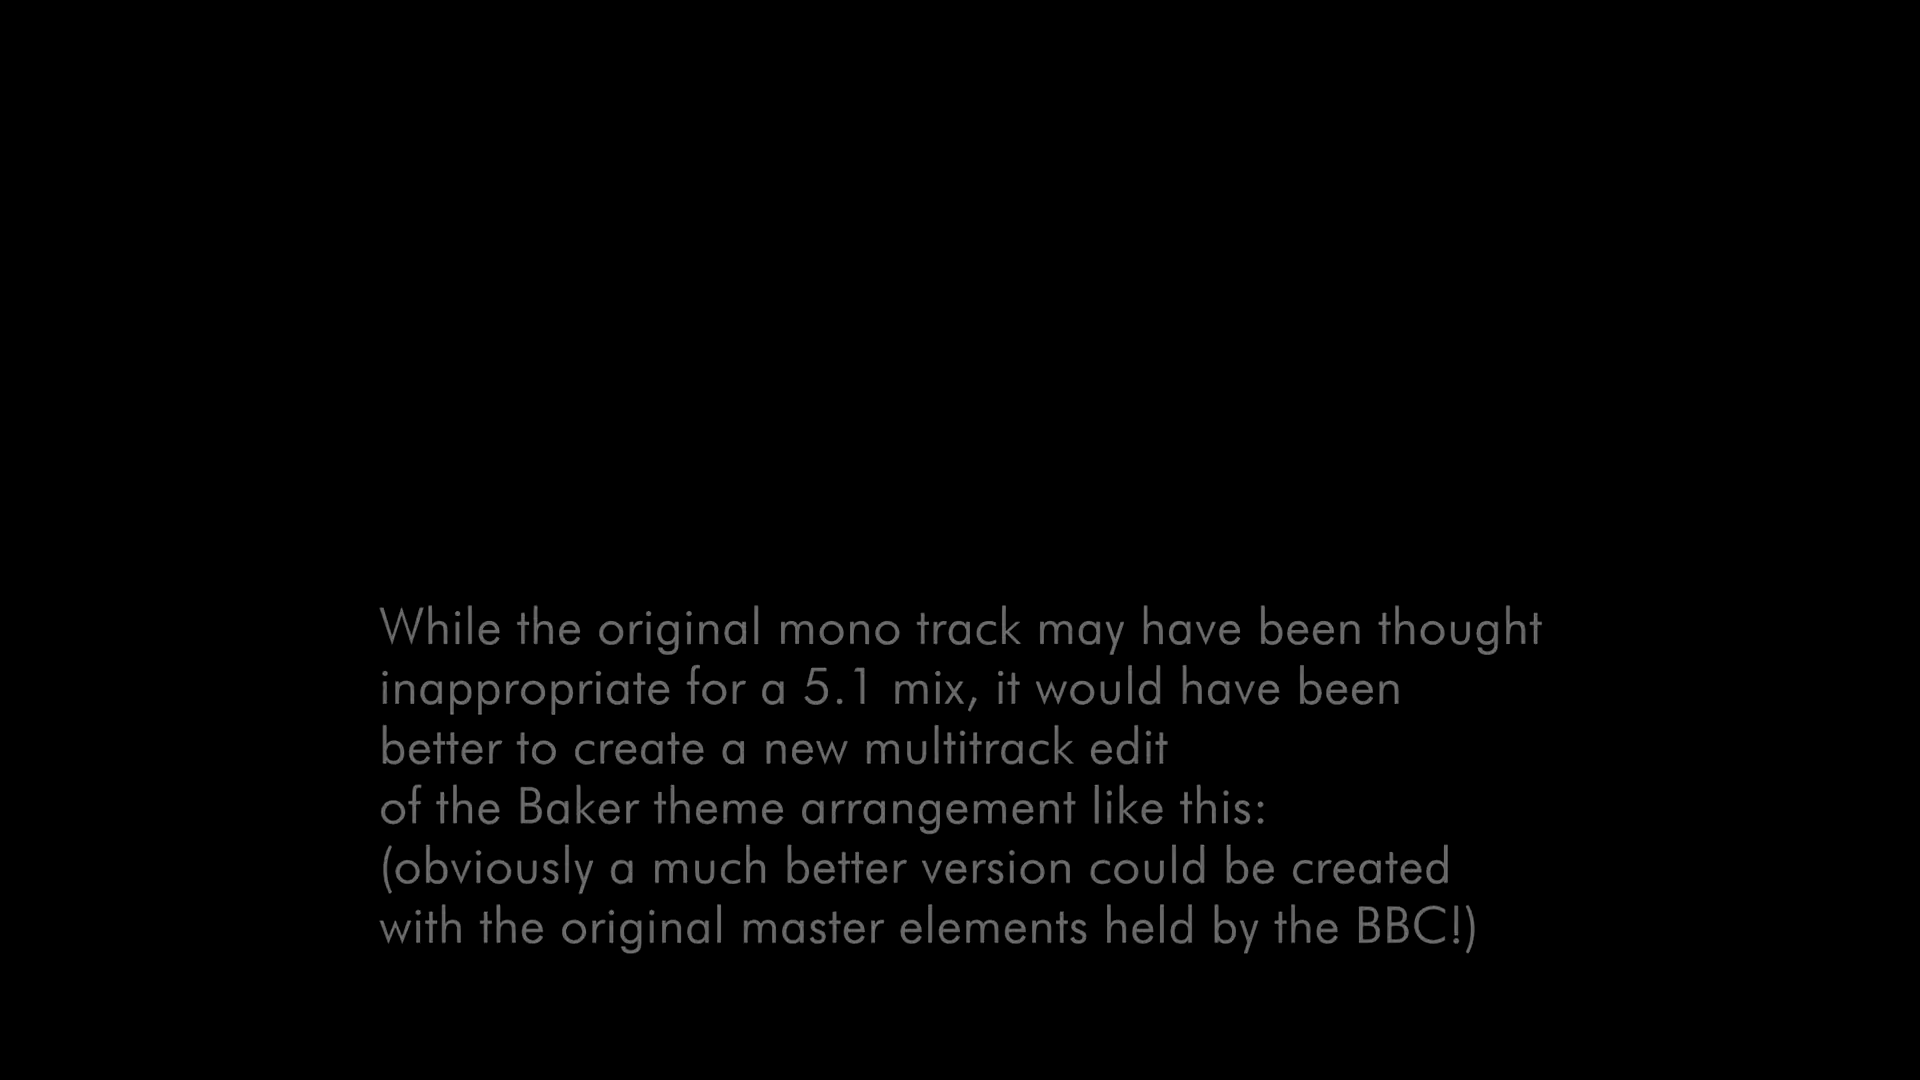 While the original mono track may have been thought
inappropriate for a 5.1 mix, it would have been
better to create a new multitrack edit
of the Baker theme arrangement like this:
(obviously a much better version could be created
with the original master elements held by the BBC!)